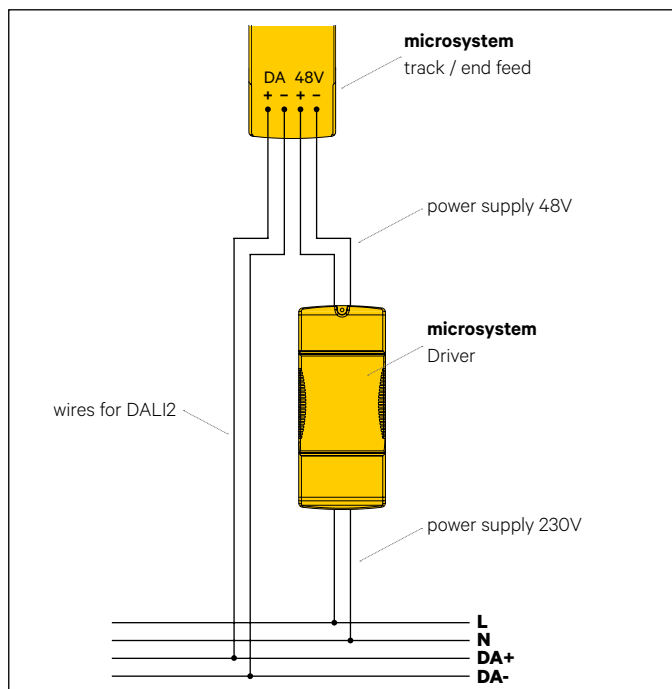 microsystem
track / end feed
DA 48V
+ – + –
power supply 48V
microsystem
Driver
wires for DALI2
power supply 230V
L
N
DA+
DA-